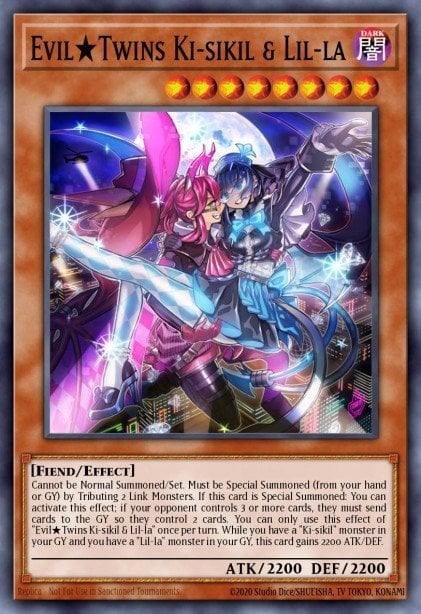 Evil★Twins Ki-sikil & Lil-la
DARK
闇
[Fiend/Effect]
Cannot be Normal Summoned/Set. Must be Special Summoned (from your hand
or GY) by Tributing 2 Link Monsters. If this card is Special Summoned: You can
activate this effect; if your opponent controls 3 or more cards, they must send
cards to the GY so they control 2 cards. You can only use this effect of
"Evil★Twins Ki-sikil & Lil-la" once per turn. While you have a "Ki-sikil" monster in
your GY and you have a "Lil-la" monster in your GY, this card gains 2200 ATK/DEF.
ATK/2200 DEF/2200
Replica - Not For Use in Sanctioned Tournaments
©2020 Studio Dice/SHUEISHA, TV TOKYO, KONAMI